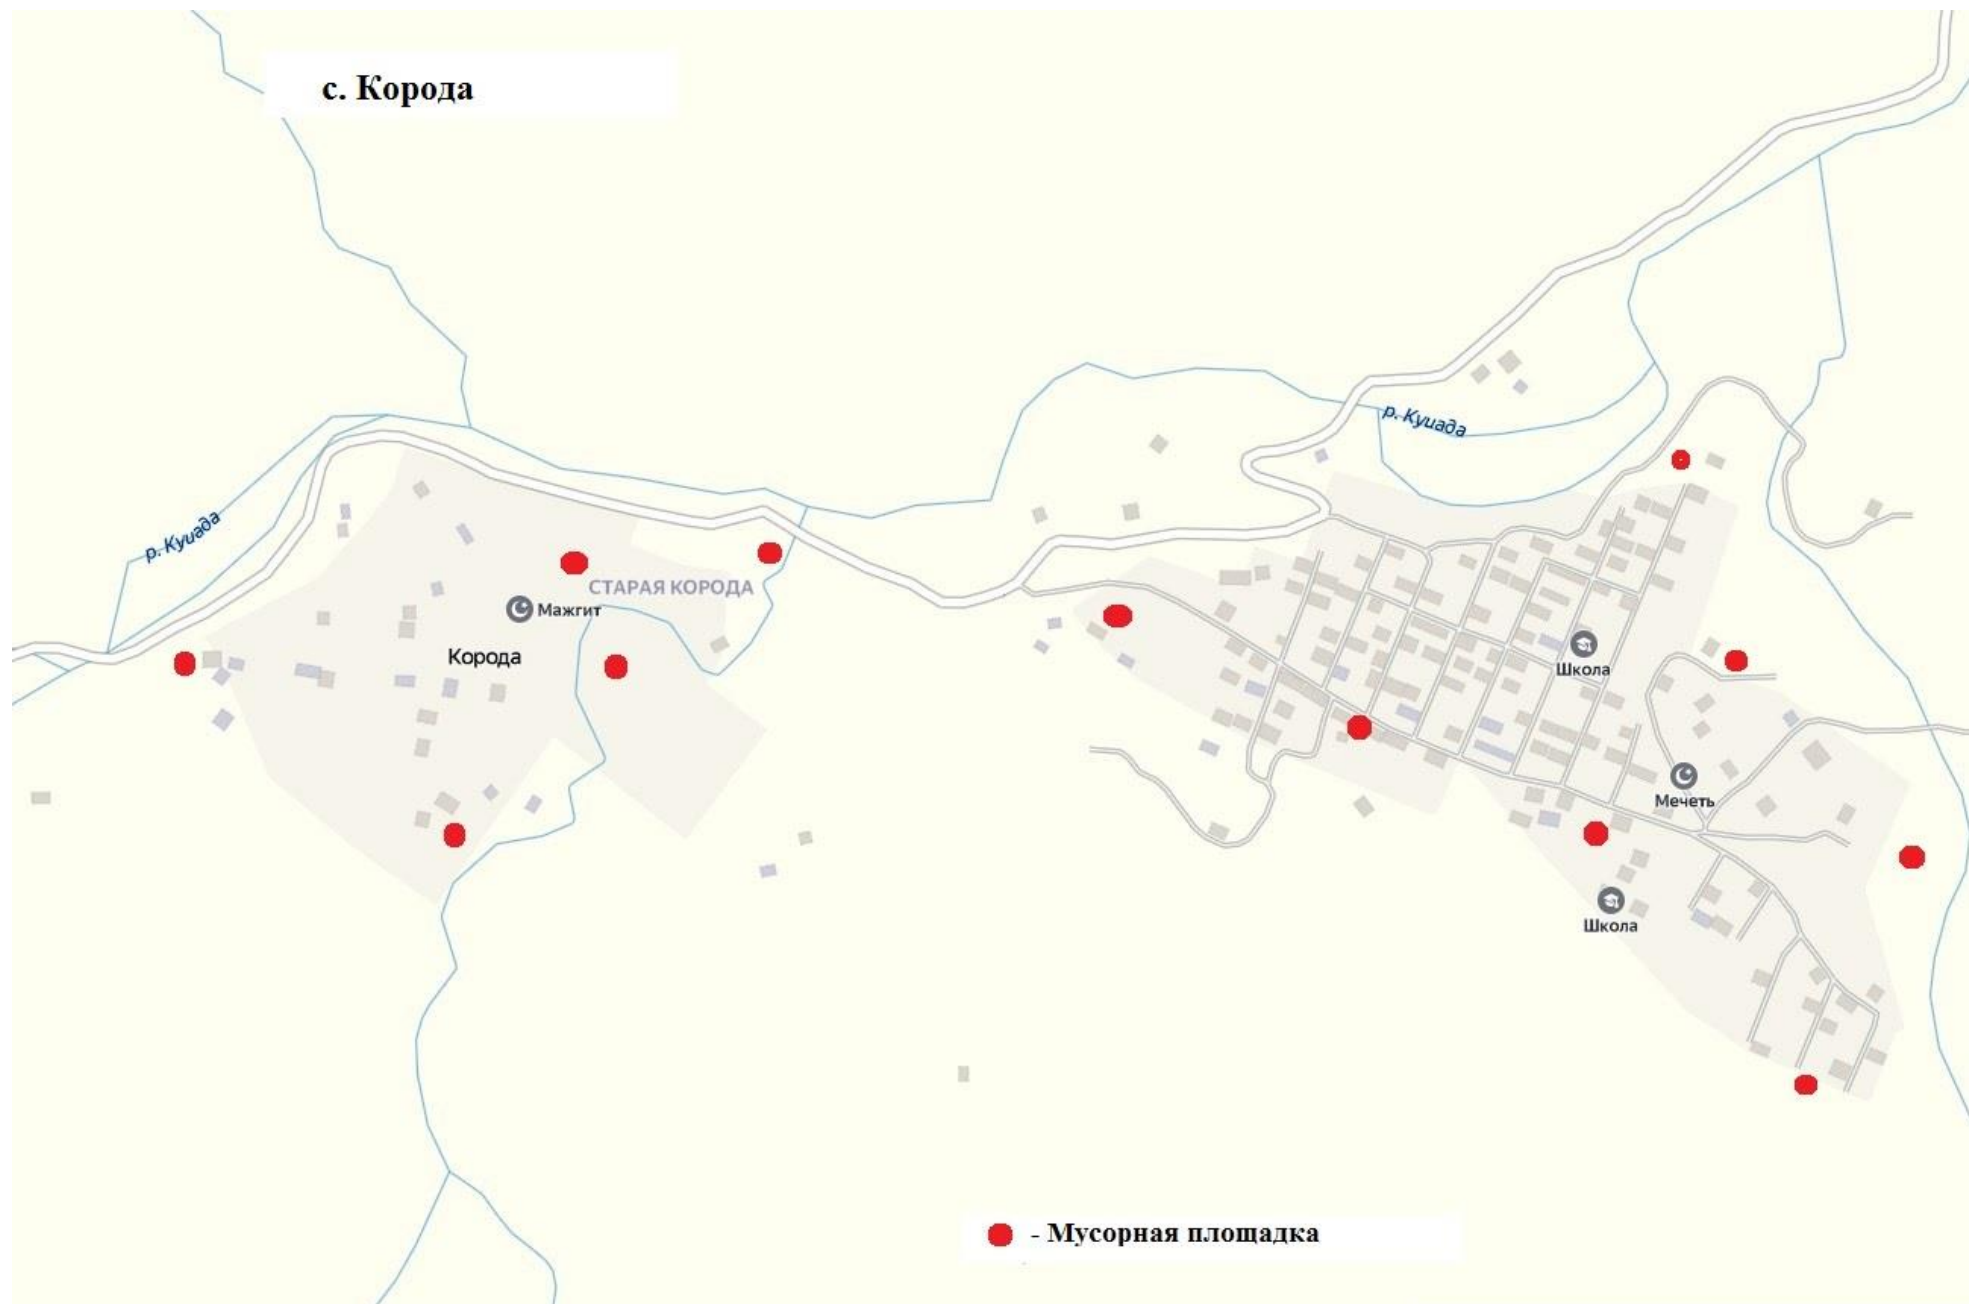 с. Корода
р. Куиада
р. Куиада
СТАРАЯ КОРОДА
Мажгит
Корода
Школа
Мечеть
Школа
- Мусорная площадка